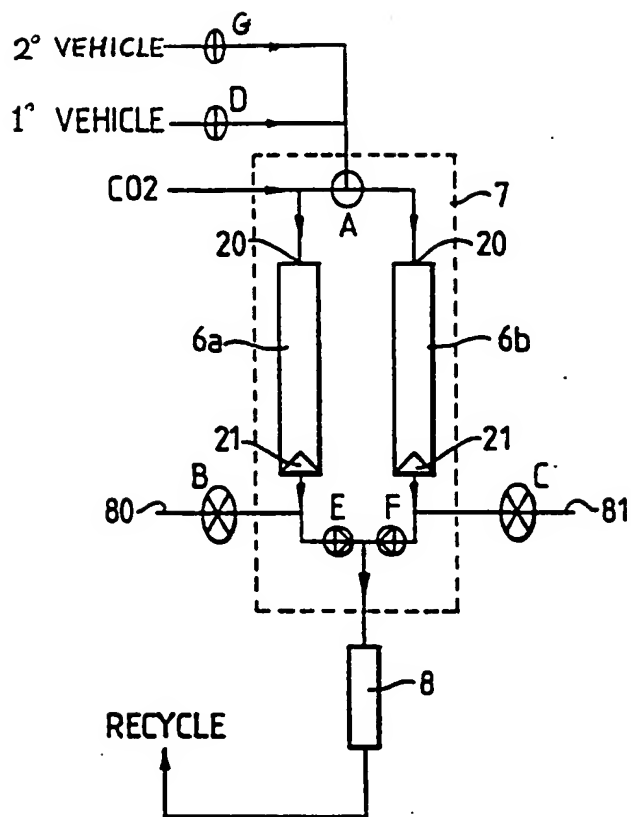 G
2° VEHICLE
D
1° VEHICLE
7
CO2
A
20 20
6a 6b
21 21
B C
80 E F 81
8
RECYCLE